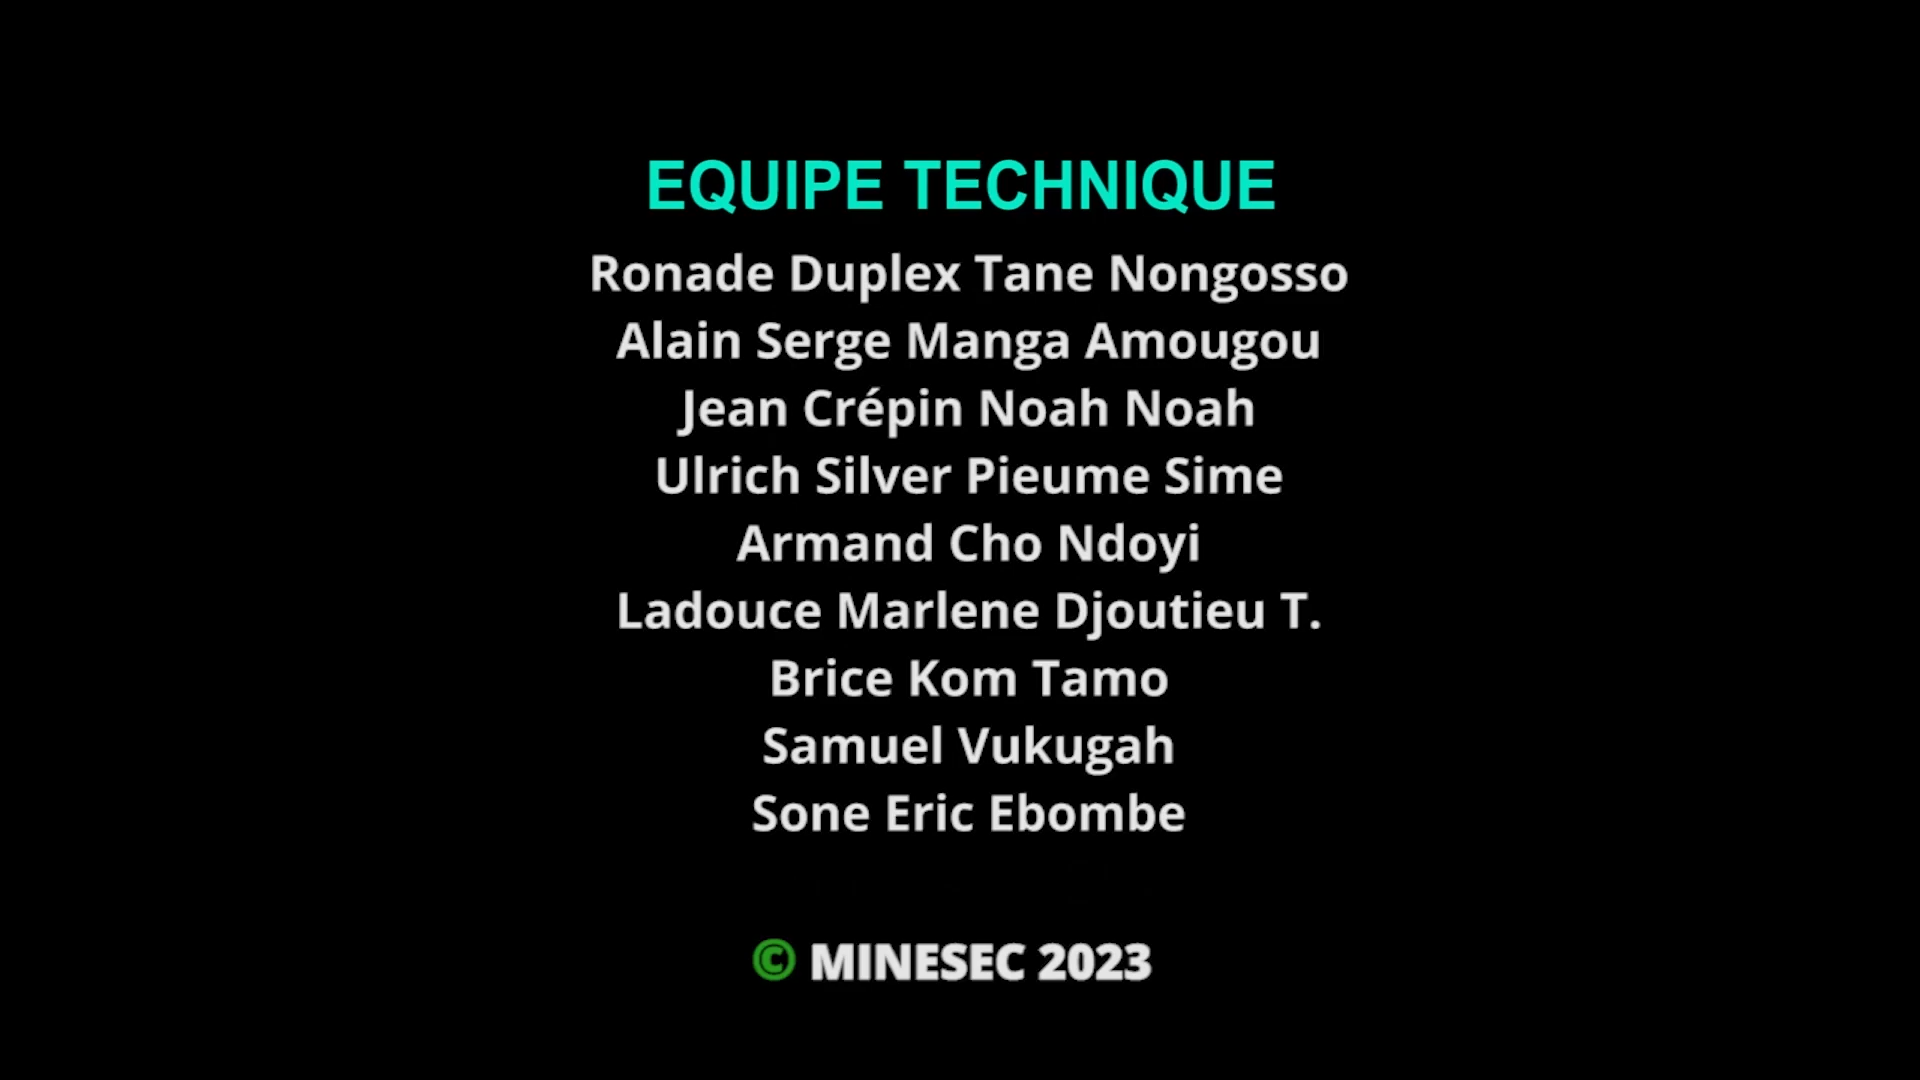 EQUIPE TECHNIQUE
Ronade Duplex Tane Nongosso
Alain Serge Manga Amougou
Jean Crépin Noah Noah
Ulrich Silver Pieume Sime
Armand Cho Ndoyi
Ladouce Marlene Djoutieu T.
Brice Kom Tamo
Samuel Vukugah
Sone Eric Ebombe
© MINESEC 2023